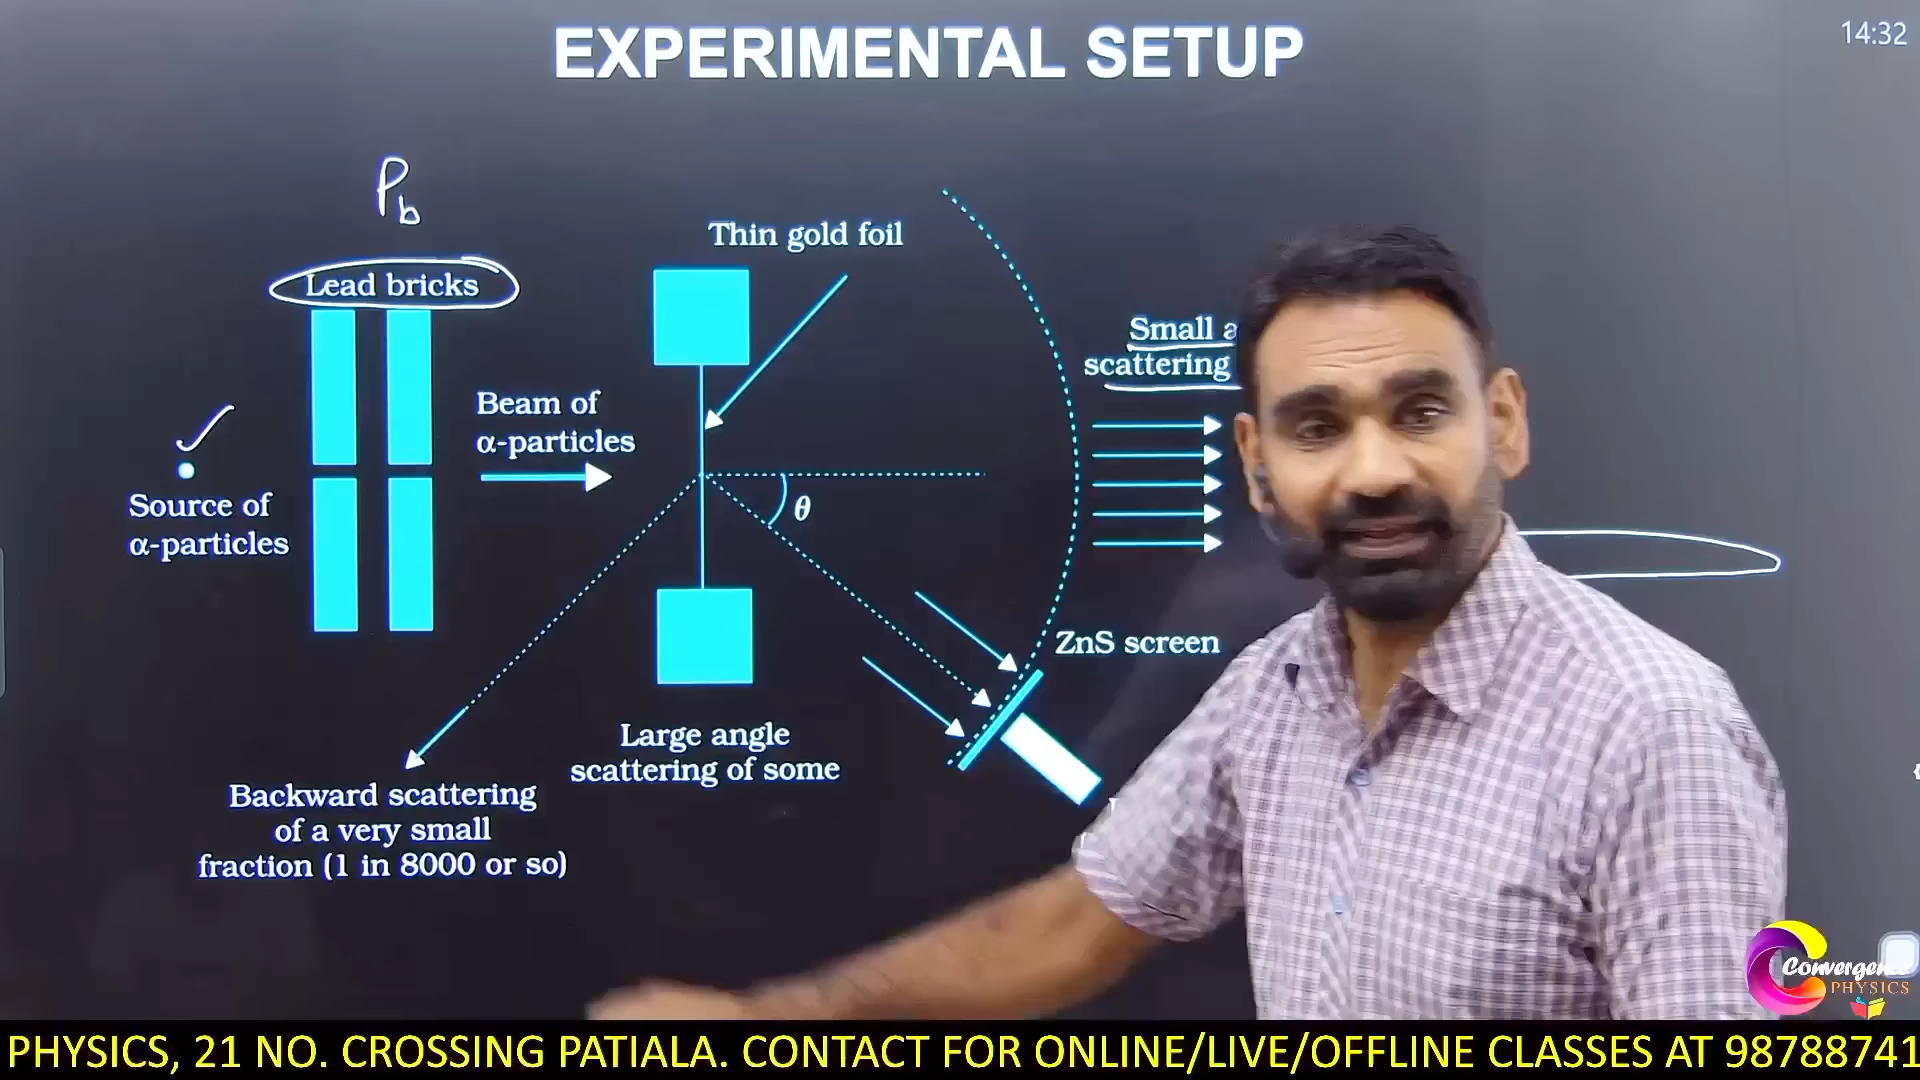 EXPERIMENTAL SETUP
14:32
Pb
Lead bricks
Thin gold foil
Small
scattering
Beam of
α-particles
Source of
α-particles
θ
ZnS screen
Large angle
scattering of some
Backward scattering
of a very small
fraction (1 in 8000 or so)
Convergence
PHYSICS
PHYSICS, 21 NO. CROSSING PATIALA. CONTACT FOR ONLINE/LIVE/OFFLINE CLASSES AT 98788741